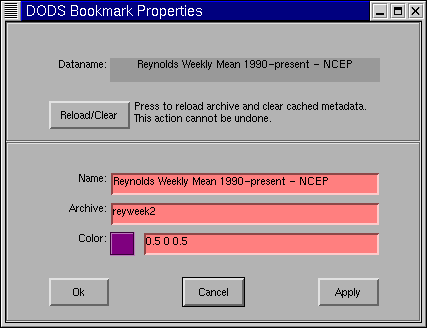 DODS Bookmark Properties
Dataname: Reynolds Weekly Mean 1990-present - NCEP
Reload/Clear
Press to reload archive and clear cached metadata.
This action cannot be undone.
Name: Reynolds Weekly Mean 1990-present - NCEP
Archive: reyweek2
Color: 0.5 0 0.5
Ok Cancel Apply